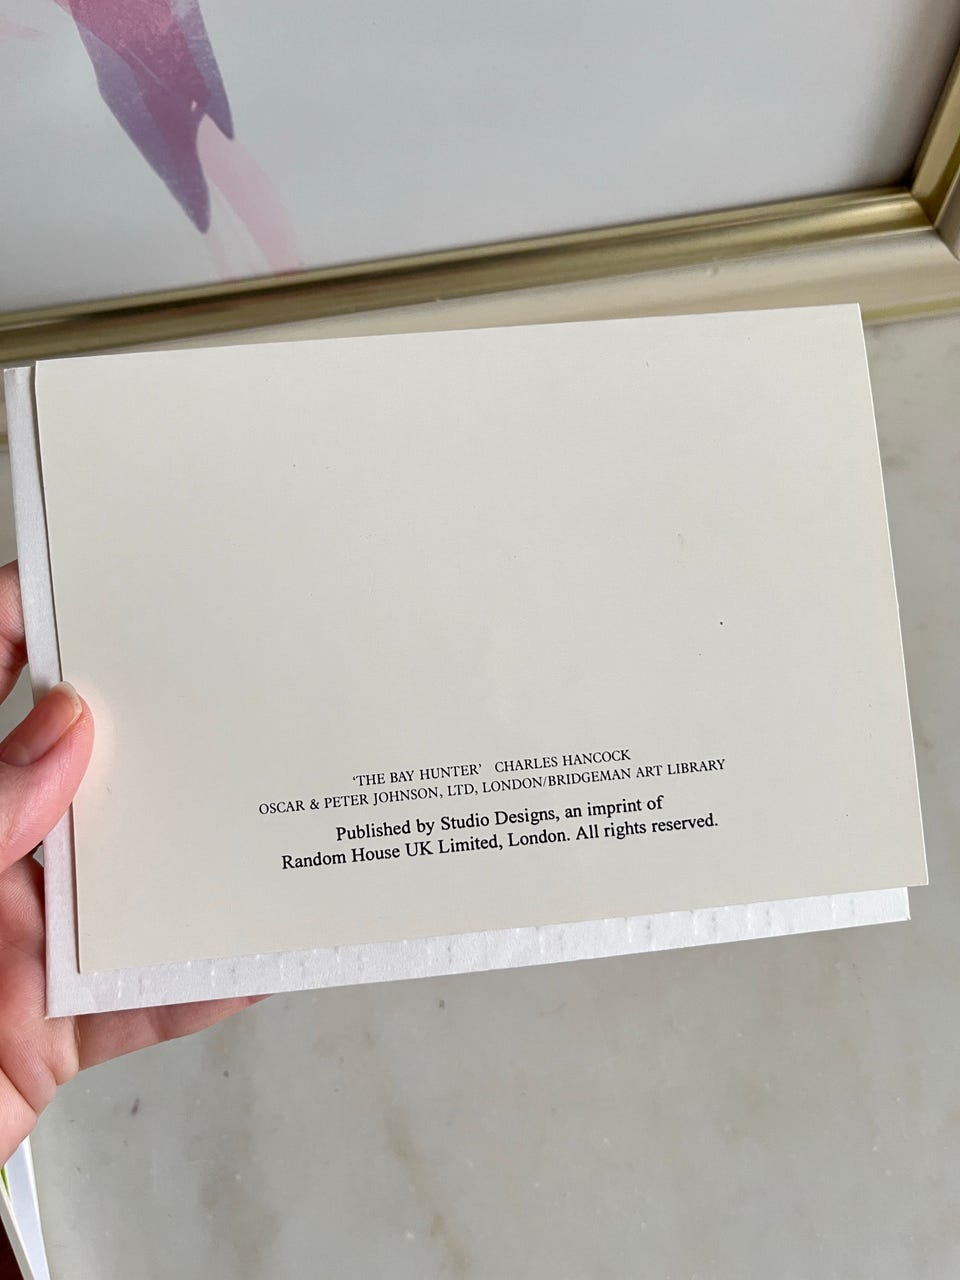 ‘THE BAY HUNTER’ CHARLES HANCOCK
OSCAR & PETER JOHNSON, LTD, LONDON/BRIDGEMAN ART LIBRARY
Published by Studio Designs, an imprint of
Random House UK Limited, London. All rights reserved.